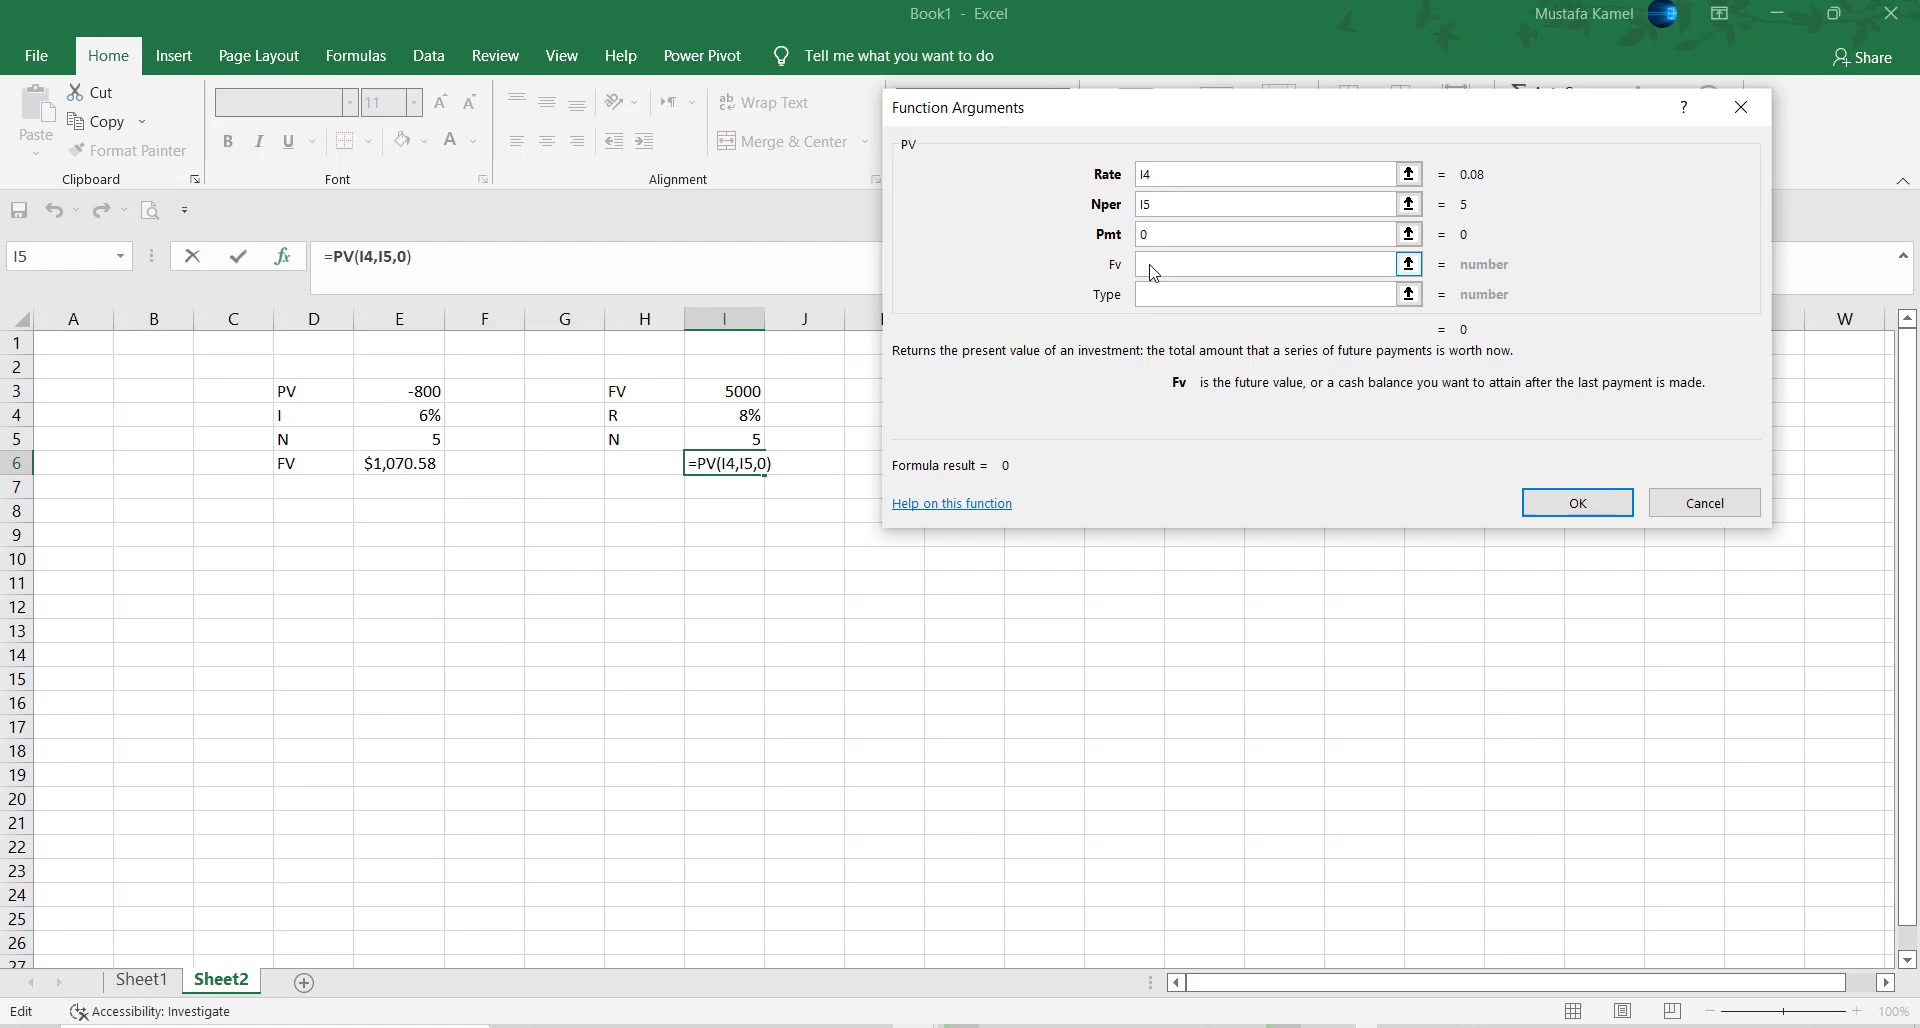 Book1 - Excel
Mustafa Kamel
File Home Insert Page Layout Formulas Data Review View Help Power Pivot Tell me what you want to do Share
Paste
Cut
Copy
Format Painter
Clipboard
11
B I U A
Font
ab Wrap Text
Merge & Center
Alignment
I5
fx
=PV(I4,I5,0)
Function Arguments ?
PV
Rate I4 = 0.08
Nper I5 = 5
Pmt 0 = 0
Fv = number
Type = number
= 0
Returns the present value of an investment: the total amount that a series of future payments is worth now.
Fv is the future value, or a cash balance you want to attain after the last payment is made.
Formula result = 0
Help on this function
OK Cancel
A B C D E F G H I J W
1
2
3 PV -800 FV 5000
4 I 6% R 8%
5 N 5 N 5
6 FV $1,070.58 =PV(I4,I5,0)
7
8
9
10
11
12
13
14
15
16
17
18
19
20
21
22
23
24
25
26
27
Sheet1 Sheet2
Edit Accessibility: Investigate 100%